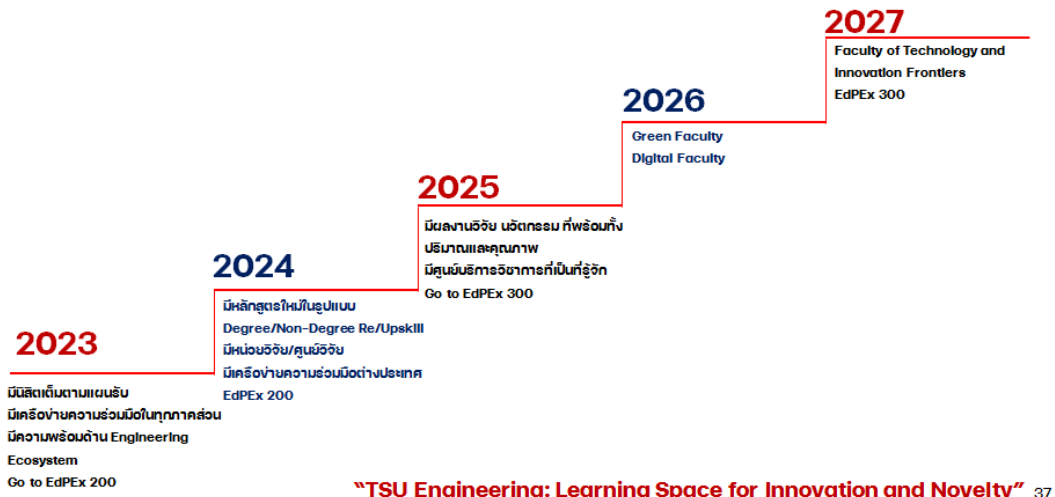 2027
Faculty of Technology and
Innovation Frontiers
EdPEx 300
2026
Green Faculty
Digital Faculty
2025
มีผลงานวิจัย นวัตกรรม ที่พร้อมทั้ง
ปริมาณและคุณภาพ
มีศูนย์บริการวิชาการที่เป็นที่รู้จัก
Go to EdPEx 300
2024
มีหลักสูตรใหม่ในรูปแบบ
Degree/Non-Degree Re/Upskill
มีหน่วยวิจัย/ศูนย์วิจัย
มีเครือข่ายความร่วมมือต่างประเทศ
EdPEx 200
2023
มีนิสิตเต็มตามแผนรับ
มีเครือข่ายความร่วมมือในทุกภาคส่วน
มีความพร้อมด้าน Engineering
Ecosystem
Go to EdPEx 200
"TSU Engineering: Learning Space for Innovation and Novelty" 37